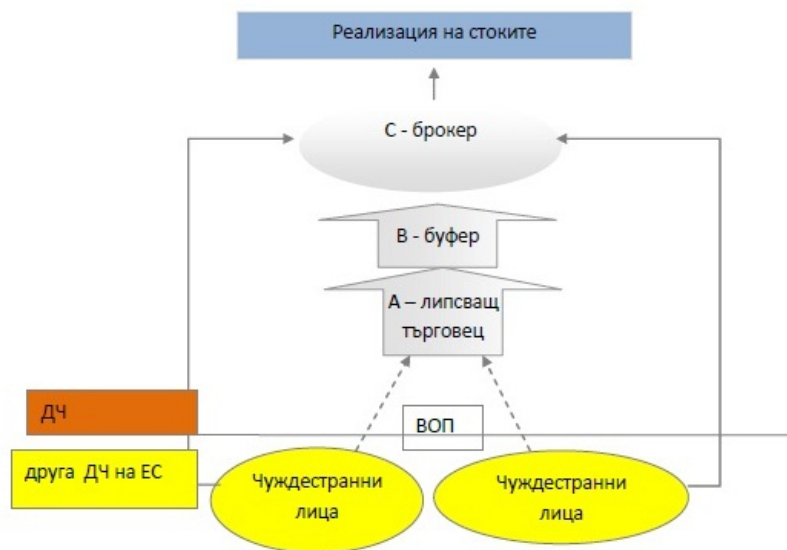 Реализация на стоките
С - брокер
В - буфер
А – липсващ
търговец
ДЧ
ВОП
друга ДЧ на ЕС
Чуждестранни
лица
Чуждестранни
лица